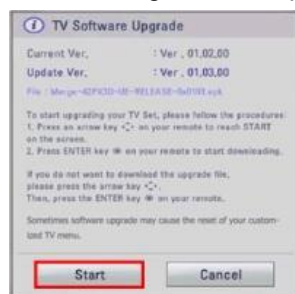 TV Software Upgrade
Current Ver. : Ver . 01.02.00
Update Ver. : Ver . 01.03.00
To start upgrading your TV Set, please follow the procedures:
1. Press an arrow key on your remote to reach START
on the screen.
2. Press ENTER key on your remote to start downloading.
If you do not want to download the upgrade file,
please press the arrow key .
Then, press the ENTER key on your remote.
Sometimes software upgrade may cause the reset of your custom-
ized TV menu.
Start
Cancel